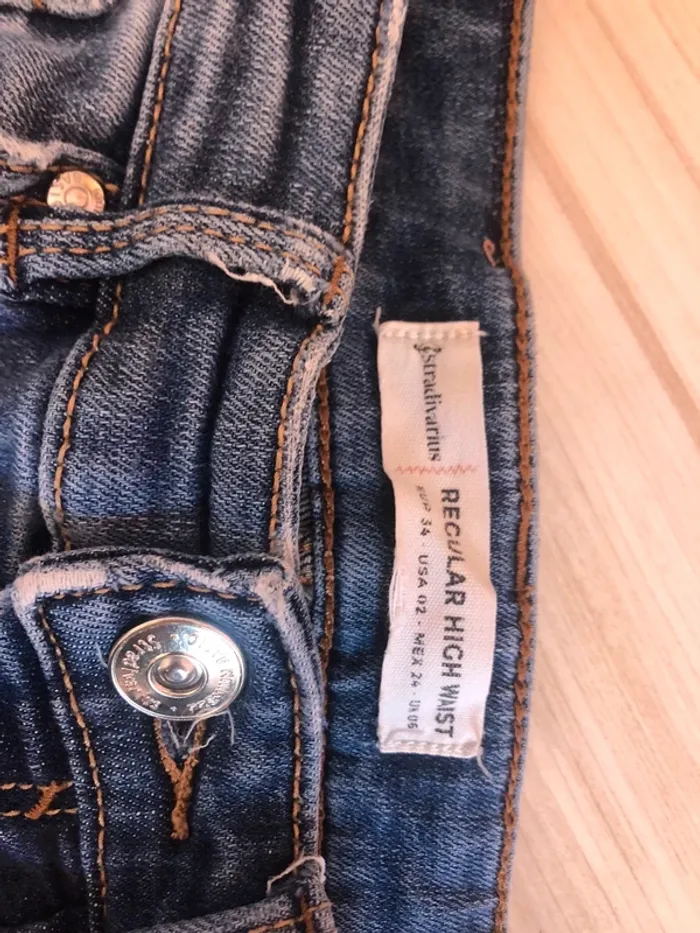 stradivarius
REGULAR HIGH WAIST
EUR 34 - USA 02 - MEX 24 - UK 06